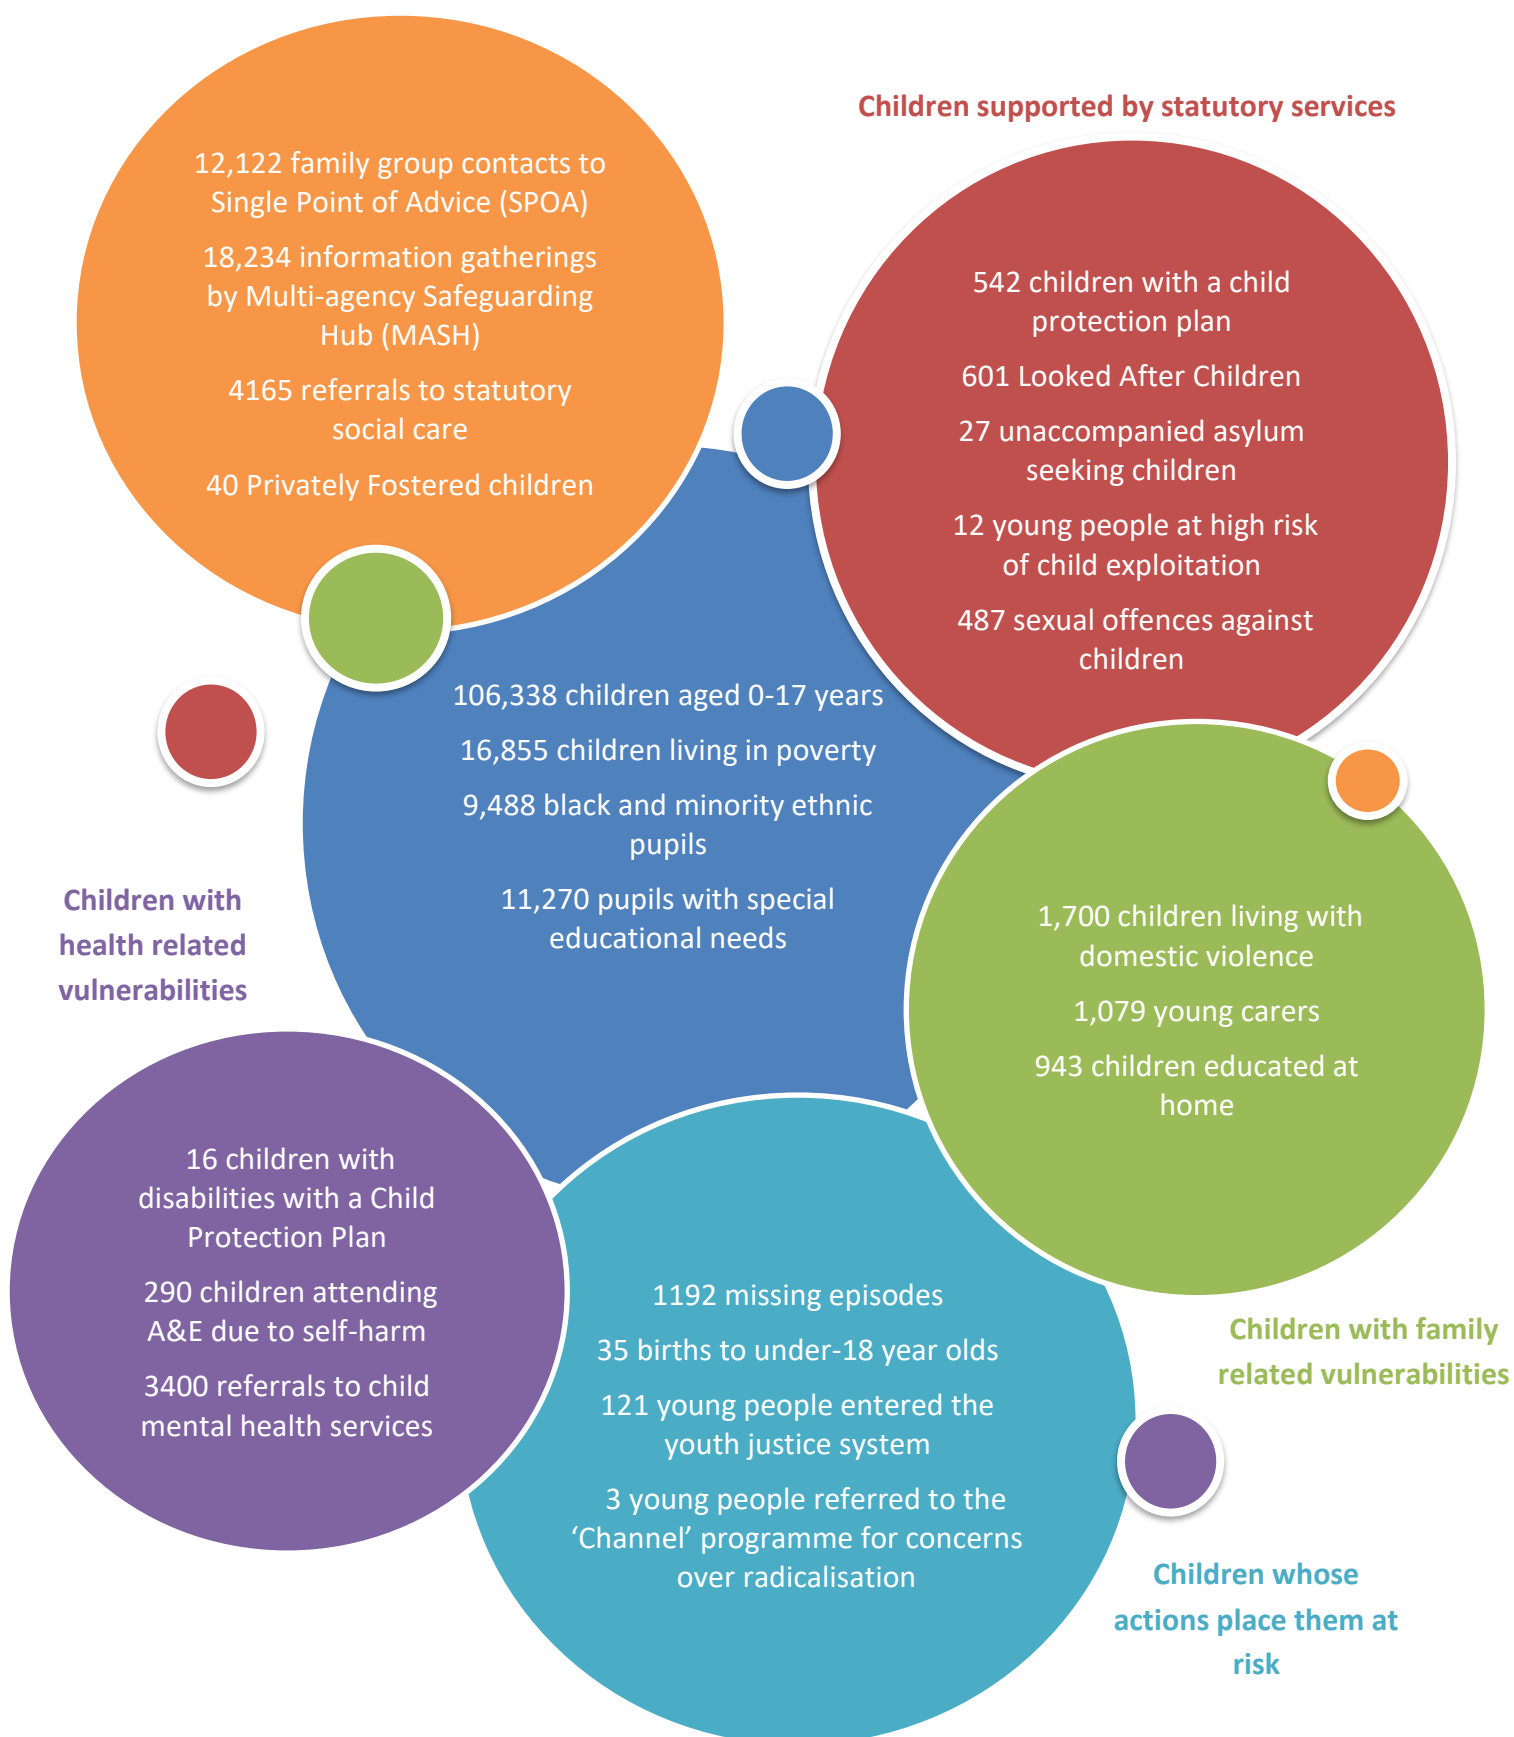 12,122 family group contacts to
Single Point of Advice (SPOA)
18,234 information gatherings
by Multi-agency Safeguarding
Hub (MASH)
4165 referrals to statutory
social care
40 Privately Fostered children
Children supported by statutory services
542 children with a child
protection plan
601 Looked After Children
27 unaccompanied asylum
seeking children
12 young people at high risk
of child exploitation
487 sexual offences against
children
106,338 children aged 0-17 years
16,855 children living in poverty
9,488 black and minority ethnic
pupils
11,270 pupils with special
educational needs
1,700 children living with
domestic violence
1,079 young carers
943 children educated at
home
Children with family
related vulnerabilities
Children with
health related
vulnerabilities
16 children with
disabilities with a Child
Protection Plan
290 children attending
A&E due to self-harm
3400 referrals to child
mental health services
1192 missing episodes
35 births to under-18 year olds
121 young people entered the
youth justice system
3 young people referred to the
‘Channel’ programme for concerns
over radicalisation
Children whose
actions place them at
risk